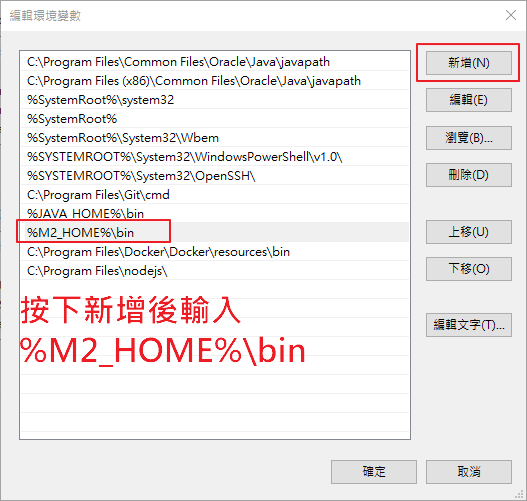 編輯環境變數
C:\Program Files\Common Files\Oracle\Java\javapath
C:\Program Files (x86)\Common Files\Oracle\Java\javapath
%SystemRoot%\system32
%SystemRoot%
%SystemRoot%\System32\Wbem
%SYSTEMROOT%\System32\WindowsPowerShell\v1.0\
%SYSTEMROOT%\System32\OpenSSH\
C:\Program Files\Git\cmd
%JAVA_HOME%\bin
%M2_HOME%\bin
C:\Program Files\Docker\Docker\resources\bin
C:\Program Files\nodejs\
按下新增後輸入
%M2_HOME%\bin
新增(N)
編輯(E)
瀏覽(B)...
刪除(D)
上移(U)
下移(O)
編輯文字(T)...
確定
取消